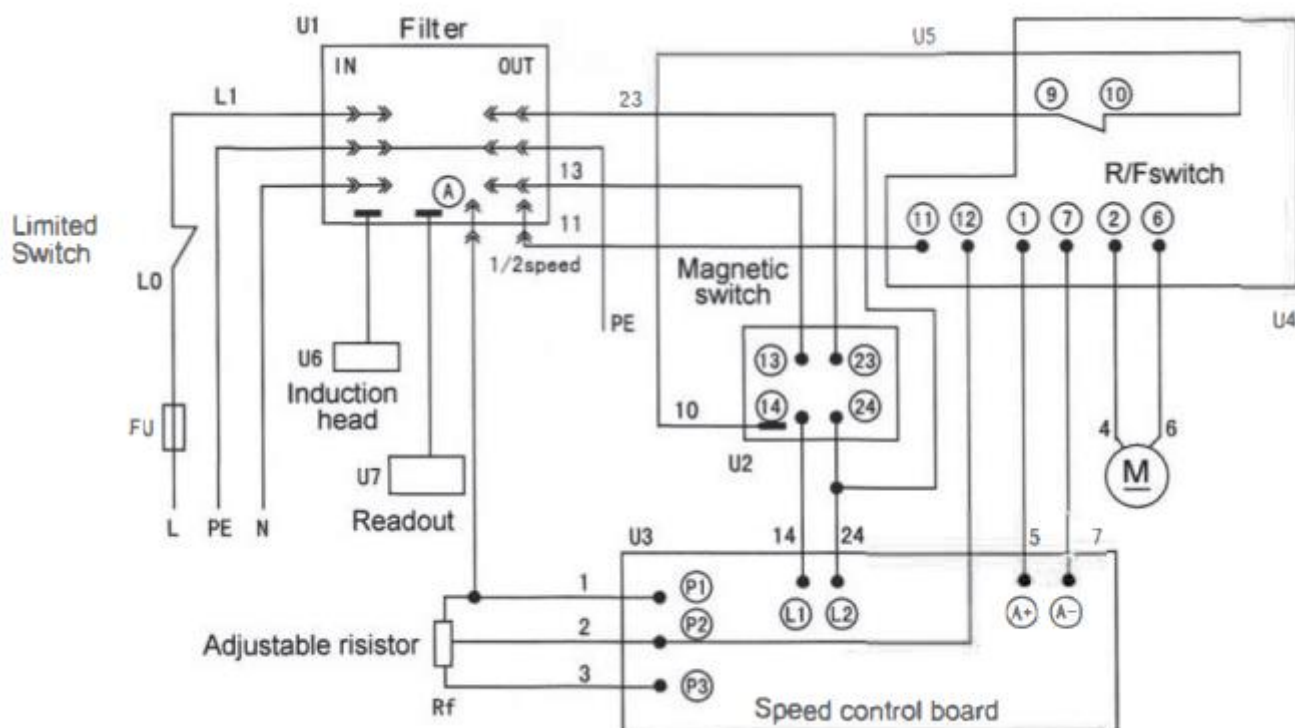 U1
Filter
IN
OUT
L1
23
13
A
11
1/2speed
PE
Limited
Switch
L0
FU
L
PE
N
U6
Induction
head
U7
Readout
U5
9
10
R/Fswitch
11
12
1
7
2
6
U4
Magnetic
switch
13
23
14
24
10
U2
4
6
M
U3
14
24
5
7
1
P1
L1
L2
A+
A-
2
P2
Adjustable risistor
3
P3
Rf
Speed control board